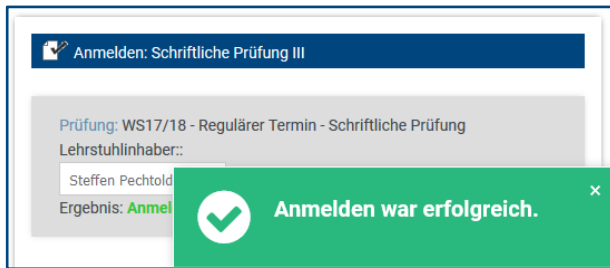 Anmelden: Schriftliche Prüfung III
Prüfung: WS17/18 - Regulärer Termin - Schriftliche Prüfung
Lehrstuhlinhaber::
Steffen Pechtold
Ergebnis:
Anmelden war erfolgreich.
×